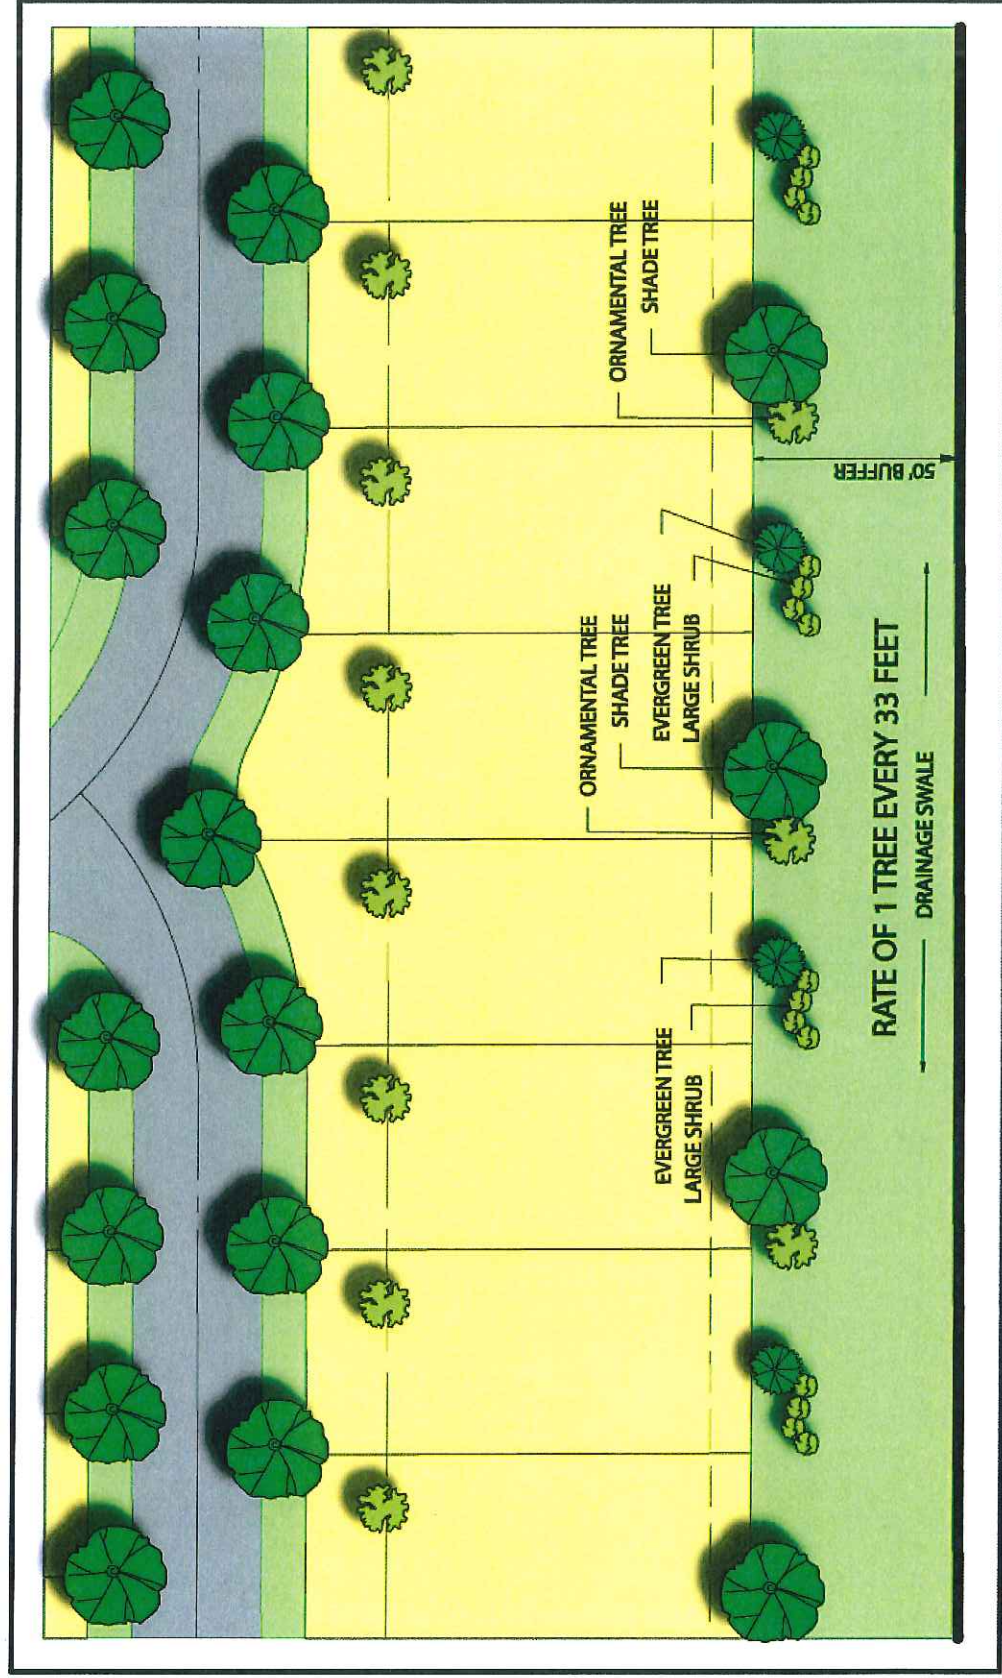 ORNAMENTAL TREE
SHADE TREE
ORNAMENTAL TREE
SHADE TREE
EVERGREEN TREE
LARGE SHRUB
EVERGREEN TREE
LARGE SHRUB
50' BUFFER
RATE OF 1 TREE EVERY 33 FEET
DRAINAGE SWALE